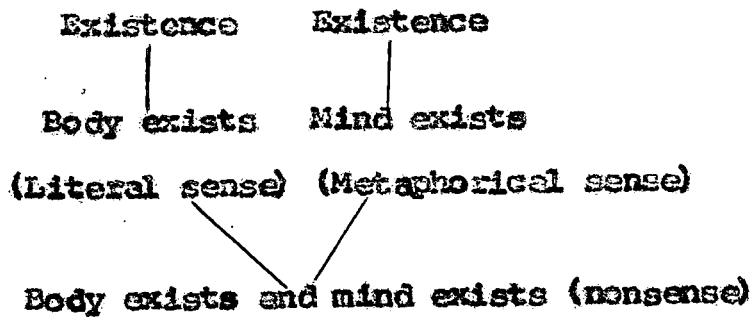 Existence Existence
Body exists Mind exists
(Literal sense) (Metaphorical sense)
Body exists and mind exists (nonsense)